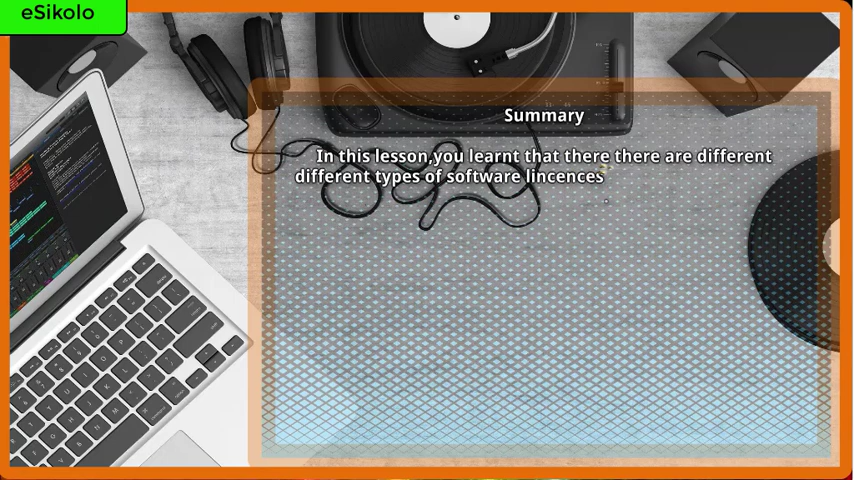 eSikolo
Summary
In this lesson,you learnt that there there are different
different types of software lincences